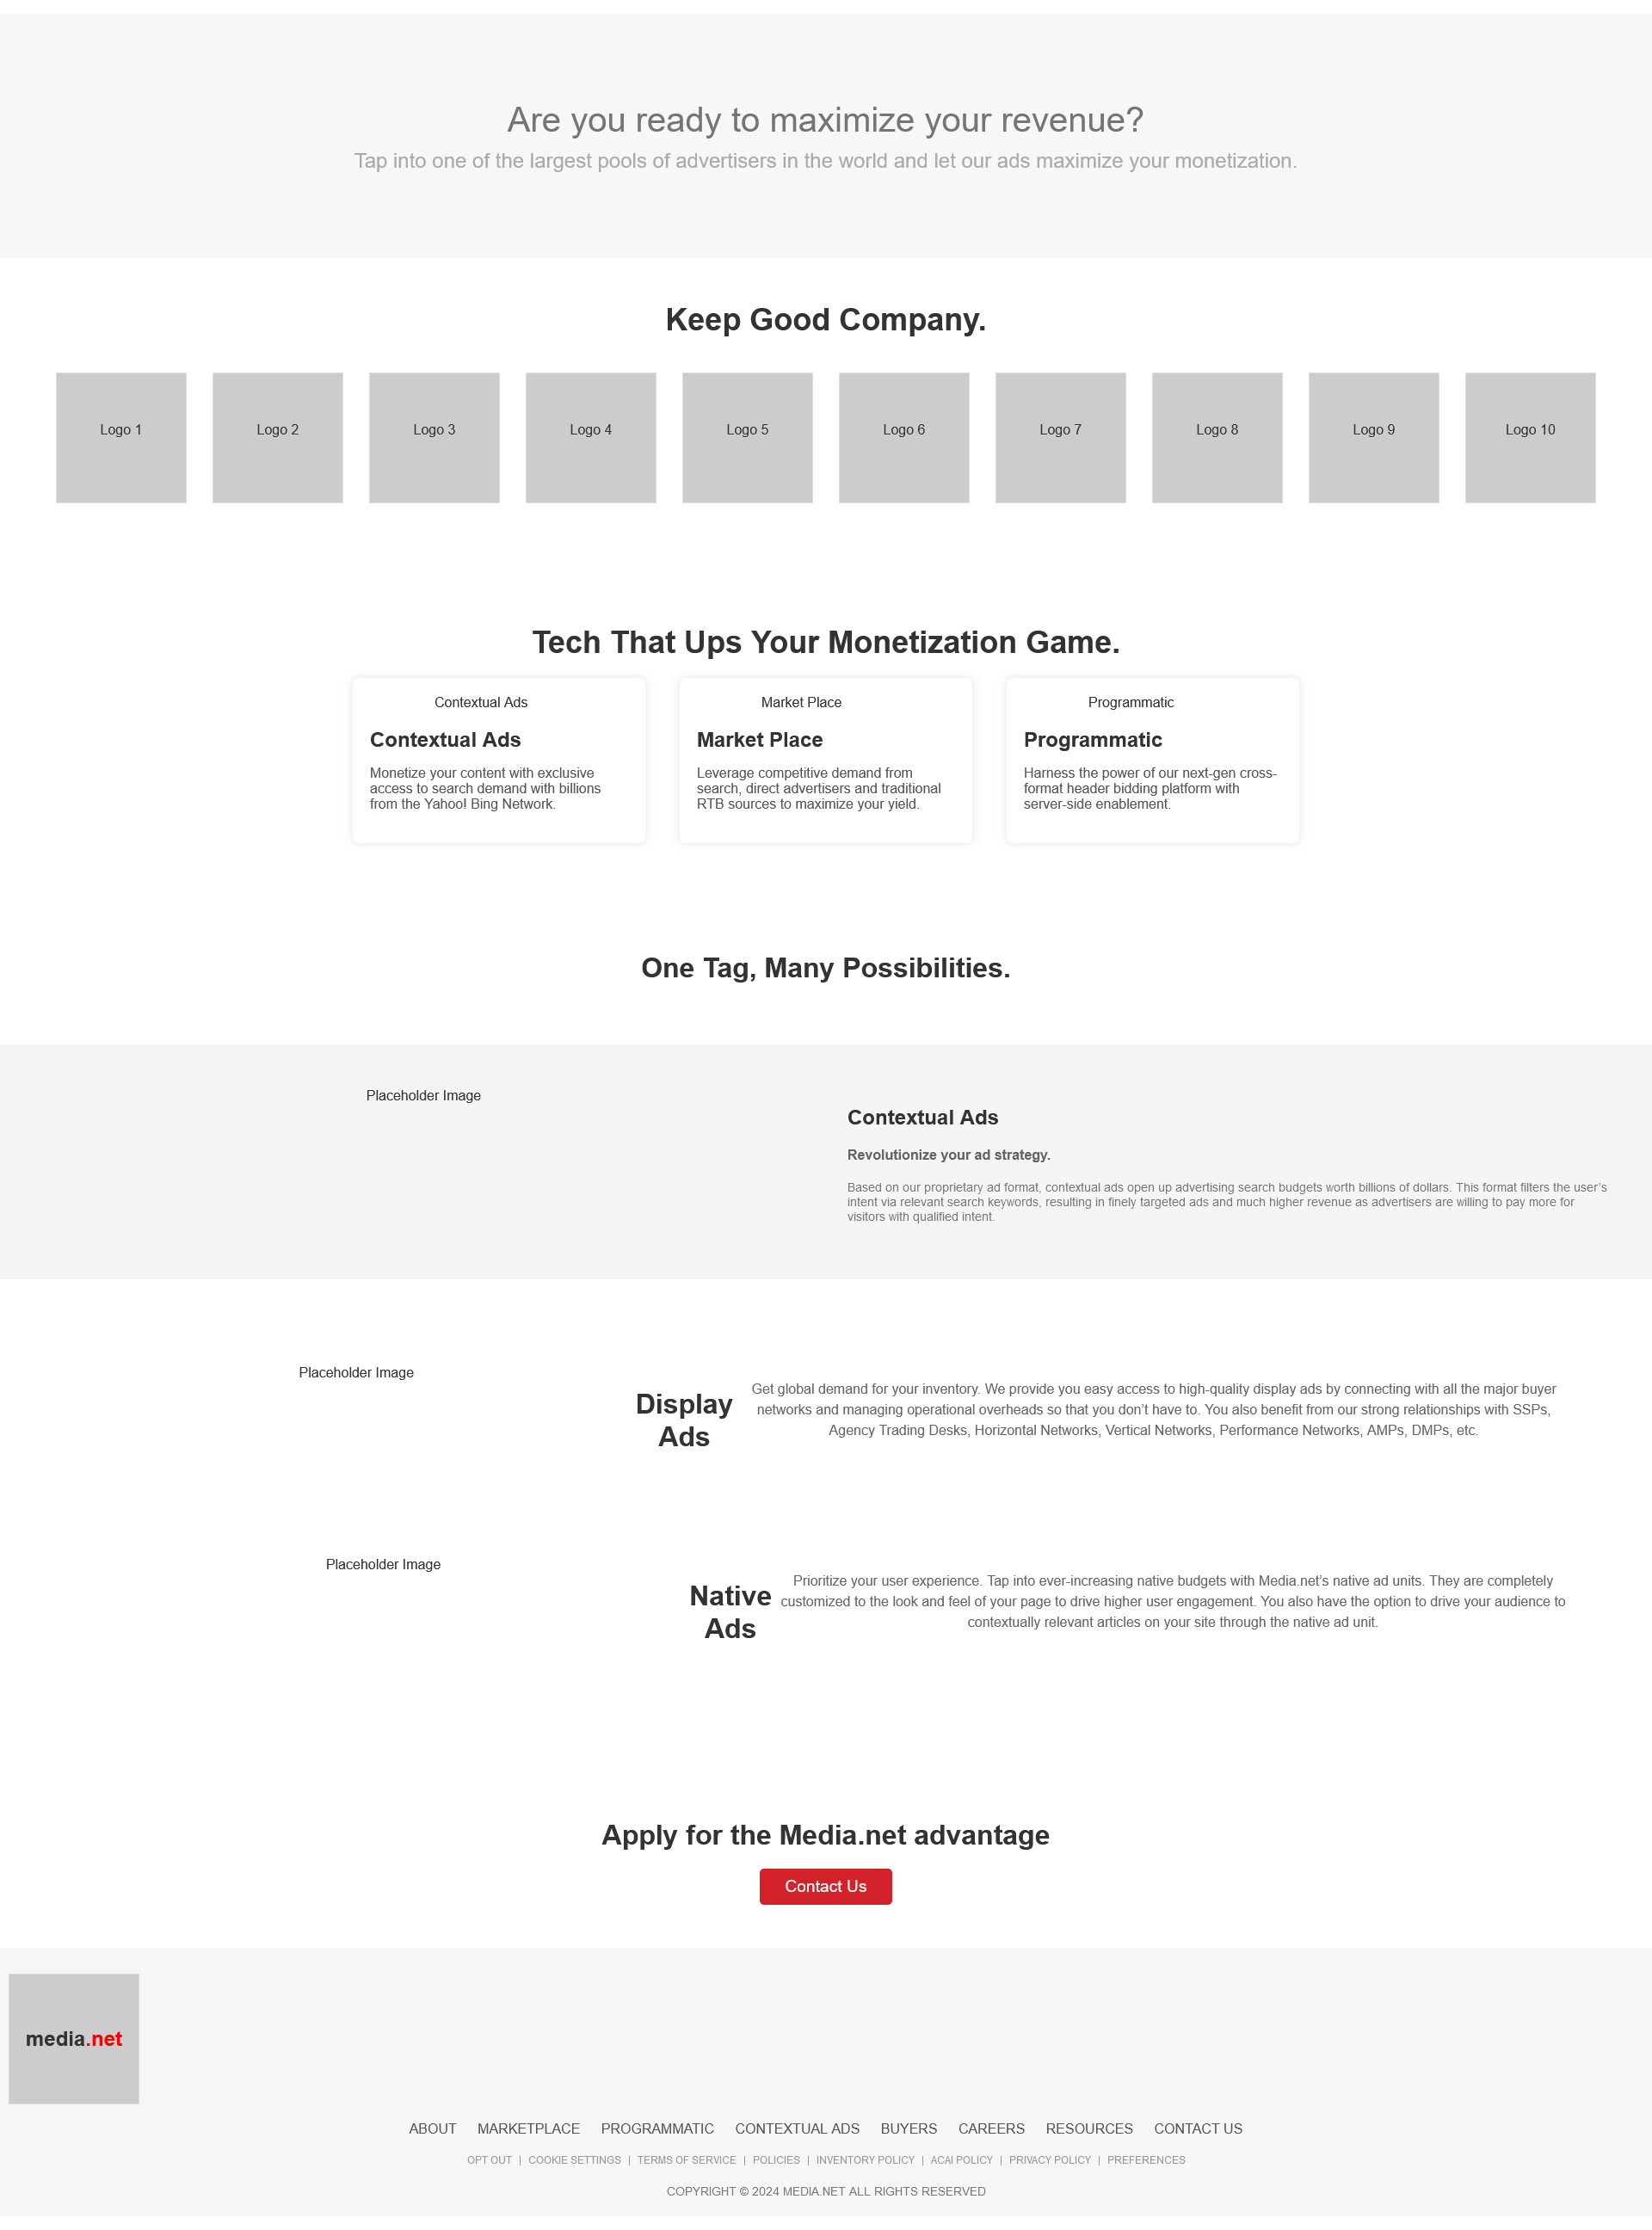 Are you ready to maximize your revenue?
Tap into one of the largest pools of advertisers in the world and let our ads maximize your monetization.
Keep Good Company.
Logo 1
Logo 2
Logo 3
Logo 4
Logo 5
Logo 6
Logo 7
Logo 8
Logo 9
Logo 10
Tech That Ups Your Monetization Game.
Contextual Ads
Contextual Ads
Monetize your content with exclusive
access to search demand with billions
from the Yahoo! Bing Network.
Market Place
Market Place
Leverage competitive demand from
search, direct advertisers and traditional
RTB sources to maximize your yield.
Programmatic
Programmatic
Harness the power of our next-gen cross-
format header bidding platform with
server-side enablement.
One Tag, Many Possibilities.
Placeholder Image
Contextual Ads
Revolutionize your ad strategy.
Based on our proprietary ad format, contextual ads open up advertising search budgets worth billions of dollars. This format filters the user’s
intent via relevant search keywords, resulting in finely targeted ads and much higher revenue as advertisers are willing to pay more for
visitors with qualified intent.
Placeholder Image
Display
Ads
Get global demand for your inventory. We provide you easy access to high-quality display ads by connecting with all the major buyer
networks and managing operational overheads so that you don’t have to. You also benefit from our strong relationships with SSPs,
Agency Trading Desks, Horizontal Networks, Vertical Networks, Performance Networks, AMPs, DMPs, etc.
Placeholder Image
Native
Ads
Prioritize your user experience. Tap into ever-increasing native budgets with Media.net’s native ad units. They are completely
customized to the look and feel of your page to drive higher user engagement. You also have the option to drive your audience to
contextually relevant articles on your site through the native ad unit.
Apply for the Media.net advantage
Contact Us
media.net
ABOUT MARKETPLACE PROGRAMMATIC CONTEXTUAL ADS BUYERS CAREERS RESOURCES CONTACT US
OPT OUT | COOKIE SETTINGS | TERMS OF SERVICE | POLICIES | INVENTORY POLICY | ACAI POLICY | PRIVACY POLICY | PREFERENCES
COPYRIGHT © 2024 MEDIA.NET ALL RIGHTS RESERVED